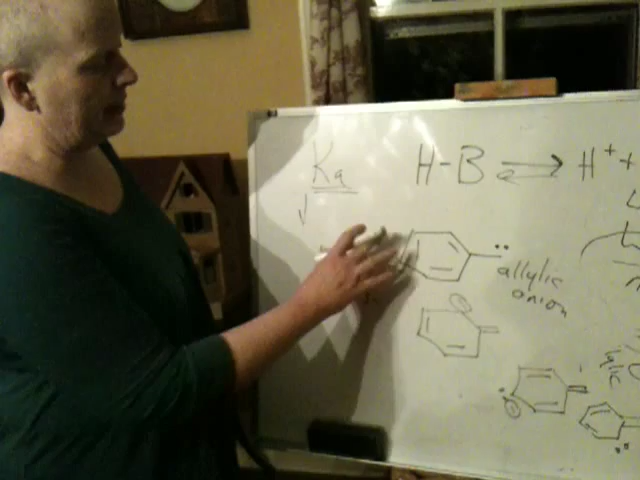 Ka
H-B ⇌ H+ +
allylic
anion